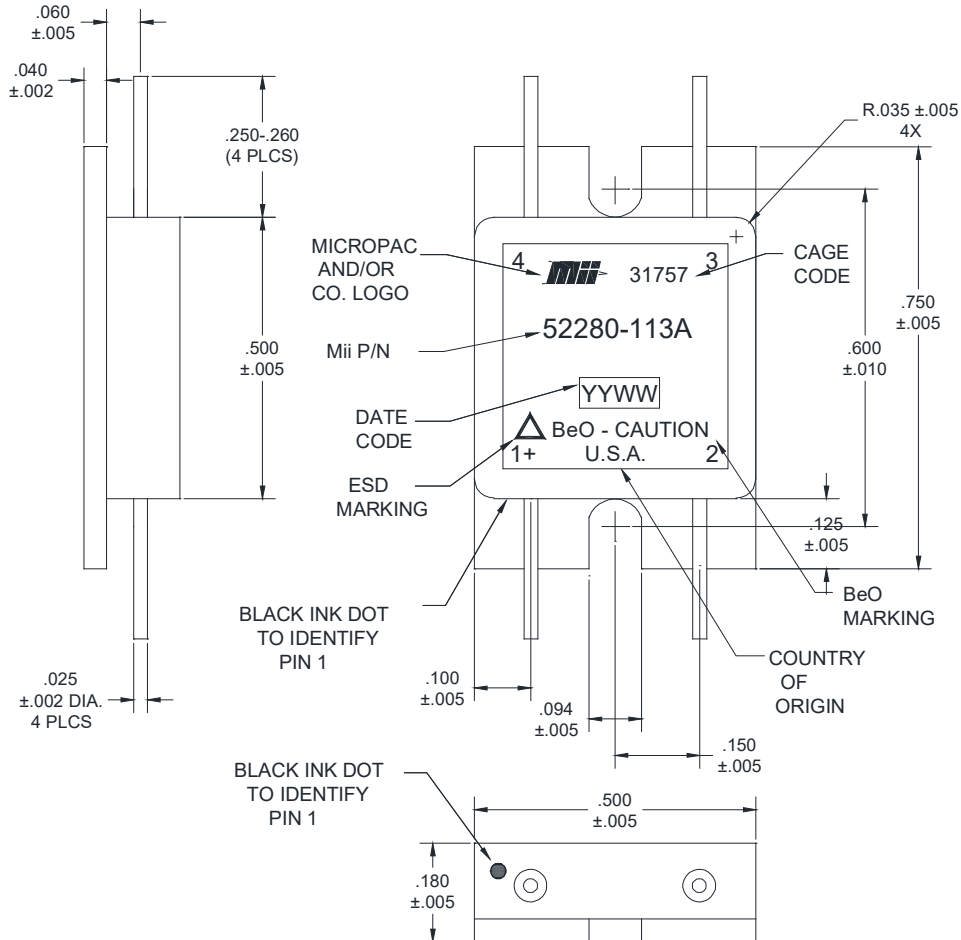 .060
±.005
.040
±.002
.250-.260
(4 PLCS)
R.035 ±.005
4X
MICROPAC
AND/OR
CO. LOGO
4
Mii
31757
3
CAGE
CODE
.750
±.005
52280-113A
Mii P/N
.500
±.005
.600
±.010
YYWW
DATE
CODE
BeO - CAUTION
1+
U.S.A.
2
ESD
MARKING
.125
±.005
BeO
MARKING
BLACK INK DOT
TO IDENTIFY
PIN 1
COUNTRY
OF
ORIGIN
.025
±.002 DIA.
4 PLCS
.100
±.005
.094
±.005
.150
±.005
BLACK INK DOT
TO IDENTIFY
PIN 1
.500
±.005
.180
±.005